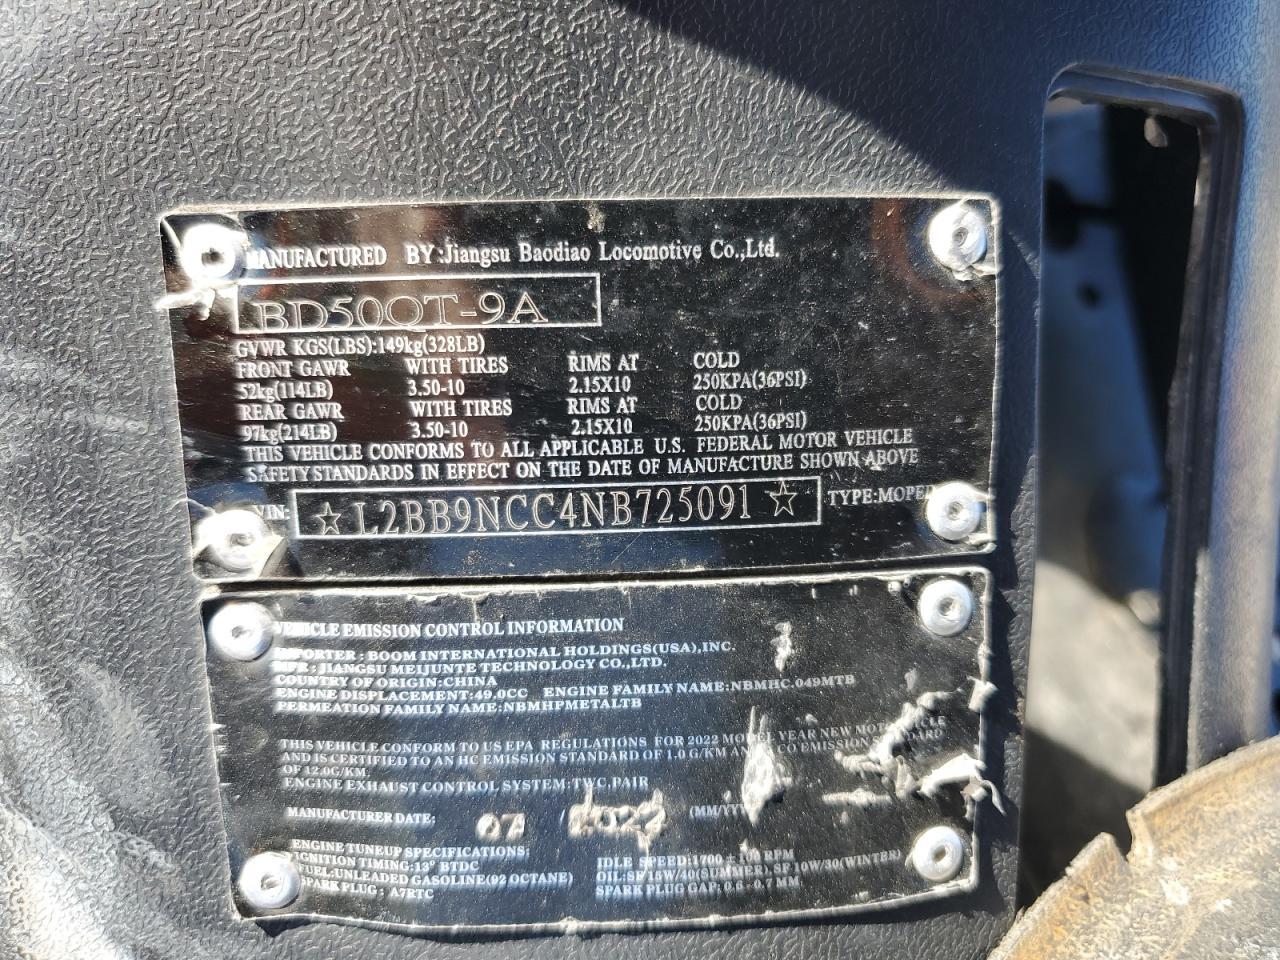 MANUFACTURED BY:Jiangsu Baodiao Locomotive Co.,Ltd.
BD50QT-9A
GVWR KGS(LBS):149kg(328LB)
FRONT GAWR WITH TIRES RIMS AT COLD
52kg(114LB) 3.50-10 2.15X10 250KPA(36PSI)
REAR GAWR WITH TIRES RIMS AT COLD
97kg(214LB) 3.50-10 2.15X10 250KPA(36PSI)
THIS VEHICLE CONFORMS TO ALL APPLICABLE U.S. FEDERAL MOTOR VEHICLE
SAFETY STANDARDS IN EFFECT ON THE DATE OF MANUFACTURE SHOWN ABOVE
VIN: ☆ L2BB9NCC4NB725091 ☆ TYPE:MOPED
VEHICLE EMISSION CONTROL INFORMATION
IMPORTER : BOOM INTERNATIONAL HOLDINGS(USA),INC.
MFR : JIANGSU MEIJUNTE TECHNOLOGY CO.,LTD.
COUNTRY OF ORIGIN:CHINA
ENGINE DISPLACEMENT:49.0CC ENGINE FAMILY NAME:NBMHC.049MTB
PERMEATION FAMILY NAME:NBMHPMETALTB
THIS VEHICLE CONFORM TO US EPA REGULATIONS FOR 2022 MODEL YEAR NEW MOTORCYCLE
AND IS CERTIFIED TO AN HC EMISSION STANDARD OF 1.0 G/KM AND CO EMISSION STANDARD
OF 12.0G/KM.
ENGINE EXHAUST CONTROL SYSTEM:TWC,PAIR
MANUFACTURER DATE: 07 2022 (MM/YYYY)
ENGINE TUNEUP SPECIFICATIONS:
IGNITION TIMING:13° BTDC IDLE SPEED:1700 ± 100 RPM
FUEL:UNLEADED GASOLINE(92 OCTANE) OIL:SF 15W/40(SUMMER),SF 10W/30(WINTER)
SPARK PLUG : A7RTC SPARK PLUG GAP: 0.6-0.7 MM